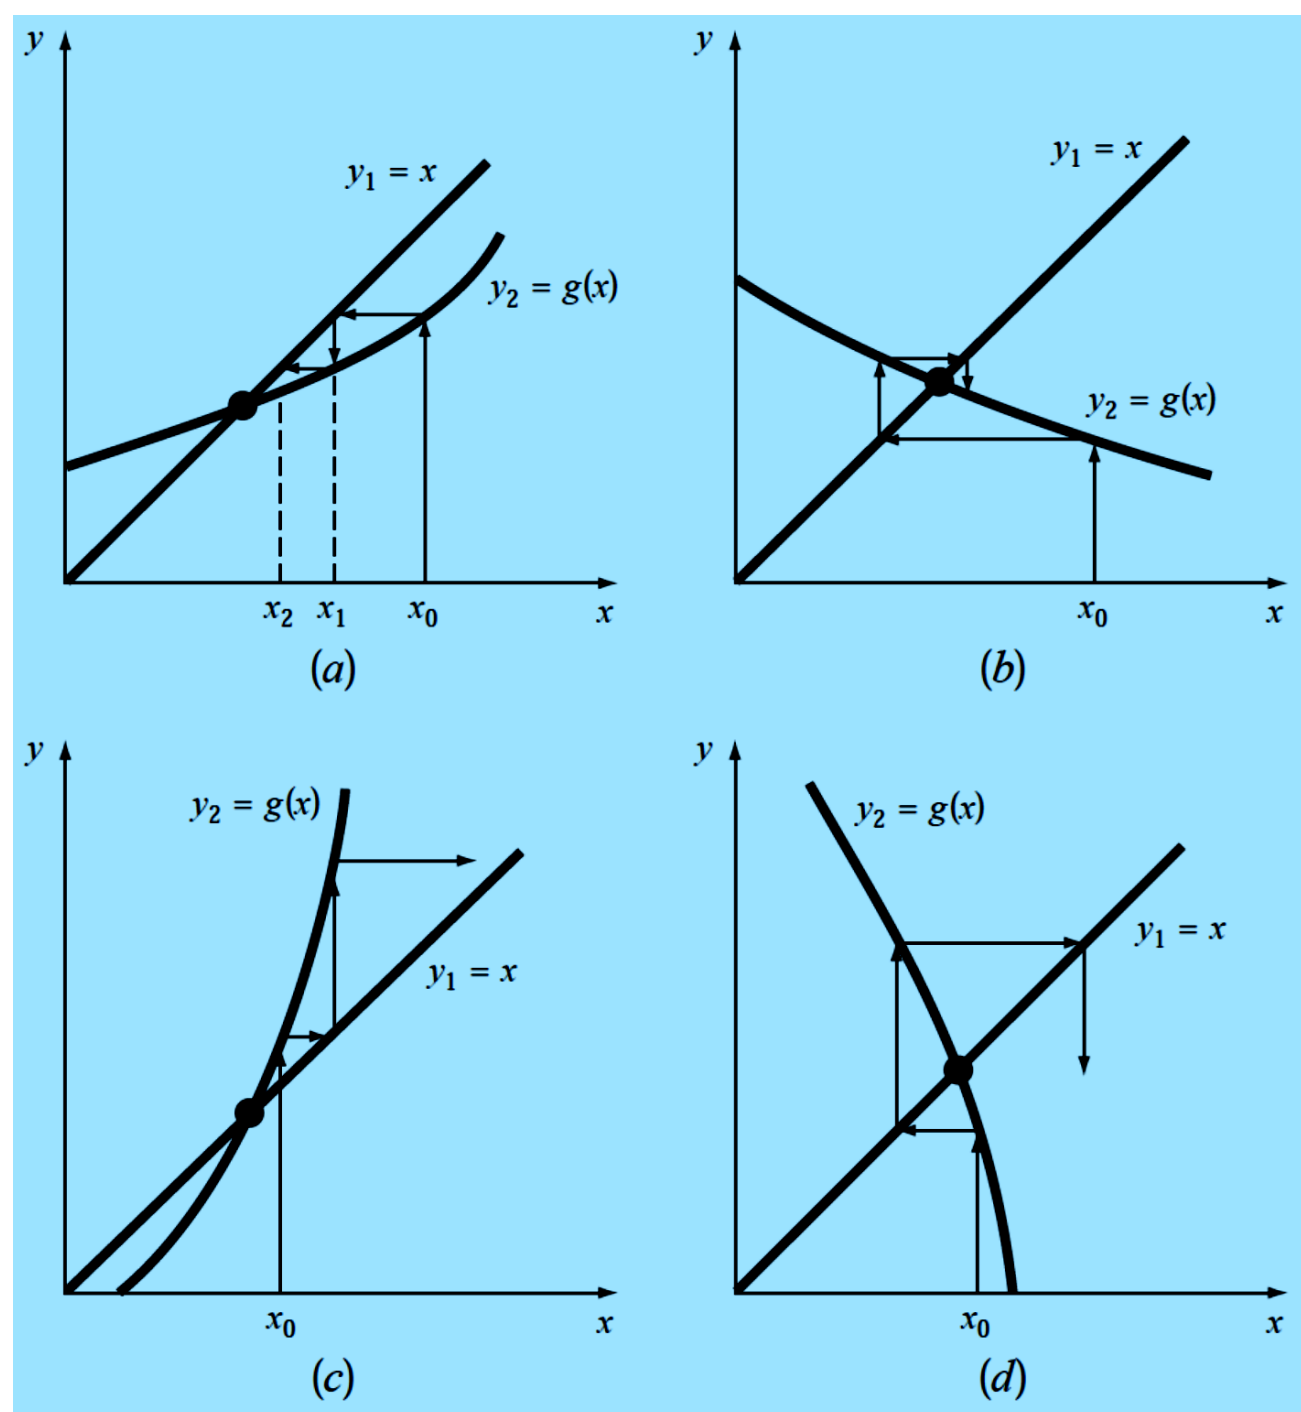 y
y₁ = x
y₂ = g(x)
x₂ x₁ x₀ x
(a)
y
y₁ = x
y₂ = g(x)
x₀ x
(b)
y
y₂ = g(x)
y₁ = x
x₀ x
(c)
y
y₂ = g(x)
y₁ = x
x₀ x
(d)